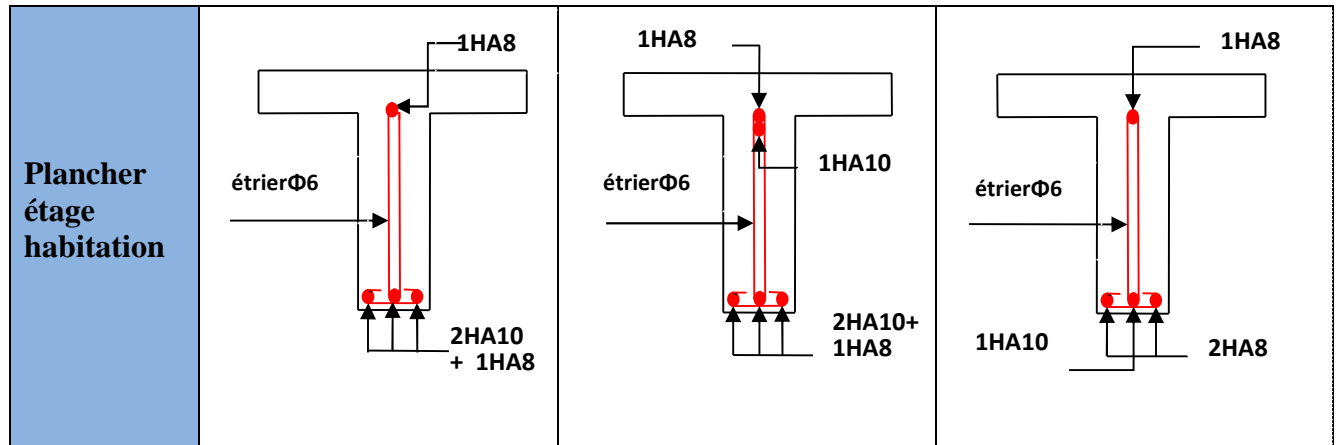 Plancher
étage
habitation
1HA8
étrierΦ6
2HA10
+ 1HA8
1HA8
1HA10
étrierΦ6
2HA10+
1HA8
1HA8
étrierΦ6
1HA10
2HA8